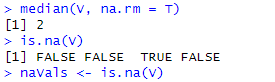 > median(V, na.rm = T)
[1] 2
> is.na(V)
[1] FALSE FALSE  TRUE FALSE
> naVals <- is.na(V)